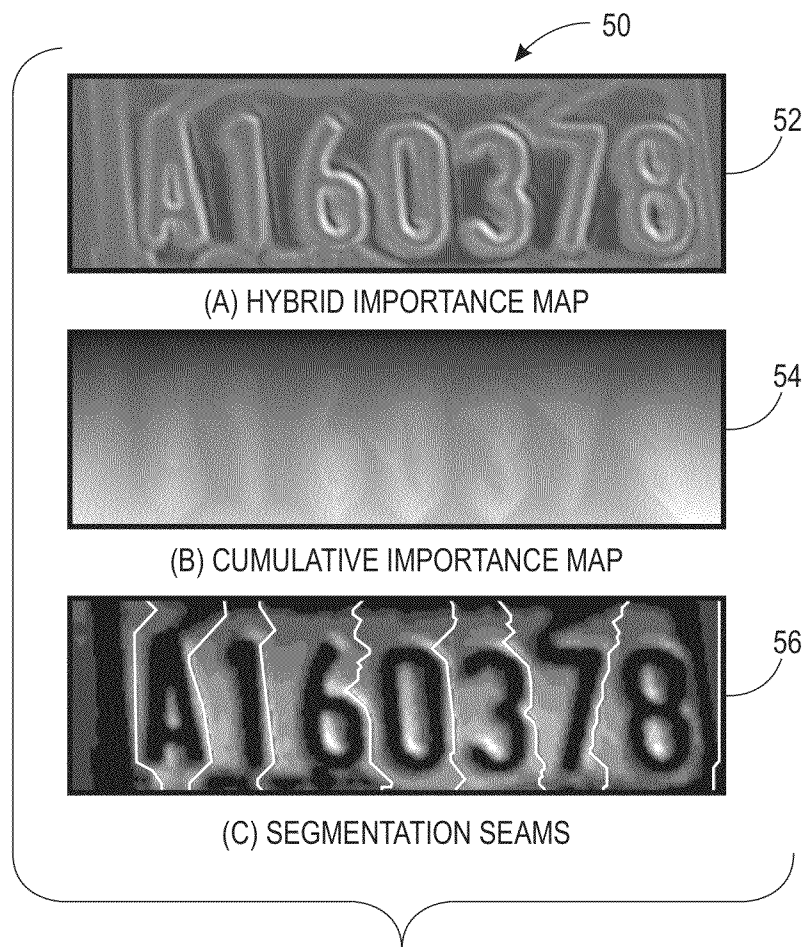 50
A160378
52
(A) HYBRID IMPORTANCE MAP
54
(B) CUMULATIVE IMPORTANCE MAP
A160378
56
(C) SEGMENTATION SEAMS